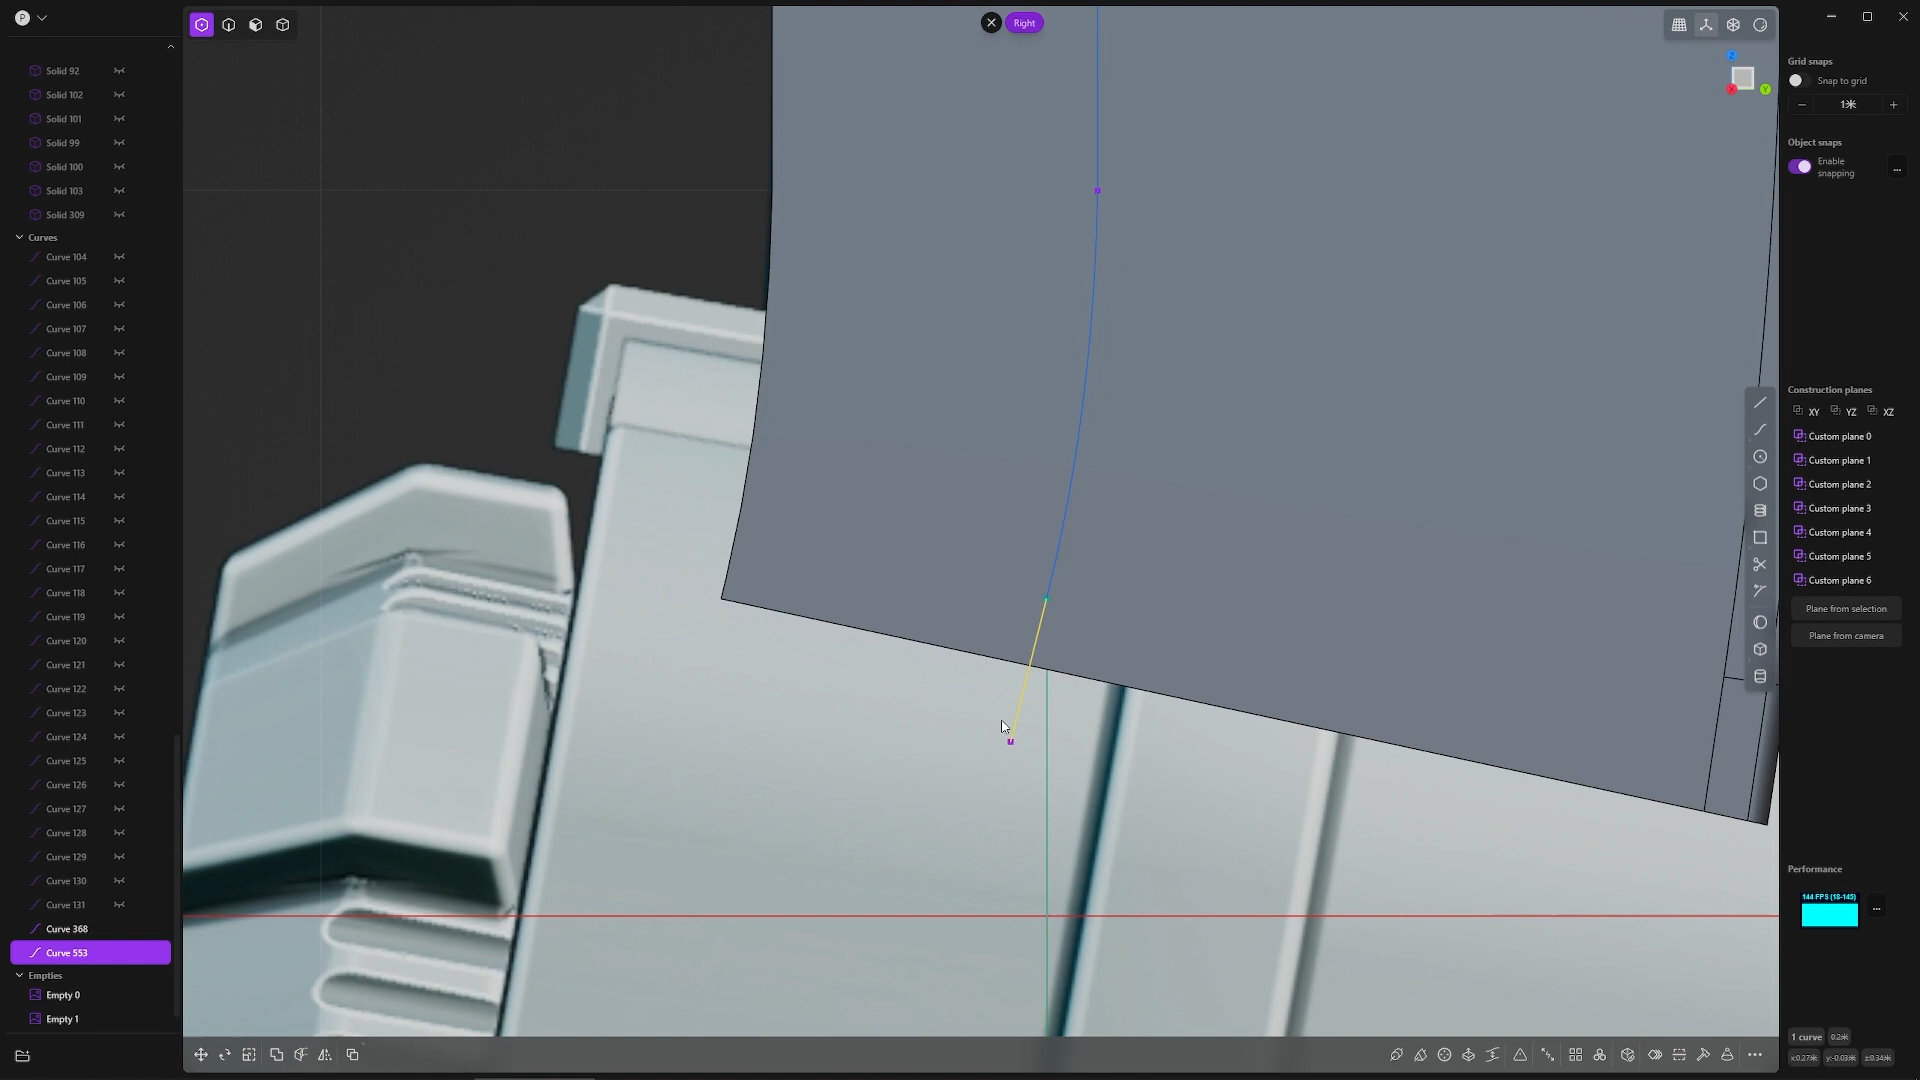 P
Right
Solid 92
Solid 102
Solid 101
Solid 99
Solid 100
Solid 103
Solid 309
Curves
Curve 104
Curve 105
Curve 106
Curve 107
Curve 108
Curve 109
Curve 110
Curve 111
Curve 112
Curve 113
Curve 114
Curve 115
Curve 116
Curve 117
Curve 118
Curve 119
Curve 120
Curve 121
Curve 122
Curve 123
Curve 124
Curve 125
Curve 126
Curve 127
Curve 128
Curve 129
Curve 130
Curve 131
Curve 368
Curve 553
Empties
Empty 0
Empty 1
Z
X
Y
Grid snaps
Snap to grid
Object snaps
Enable
snapping
...
Construction planes
XY YZ XZ
Custom plane 0
Custom plane 1
Custom plane 2
Custom plane 3
Custom plane 4
Custom plane 5
Custom plane 6
Plane from selection
Plane from camera
Performance
144 FPS (18-145)
...
1 curve